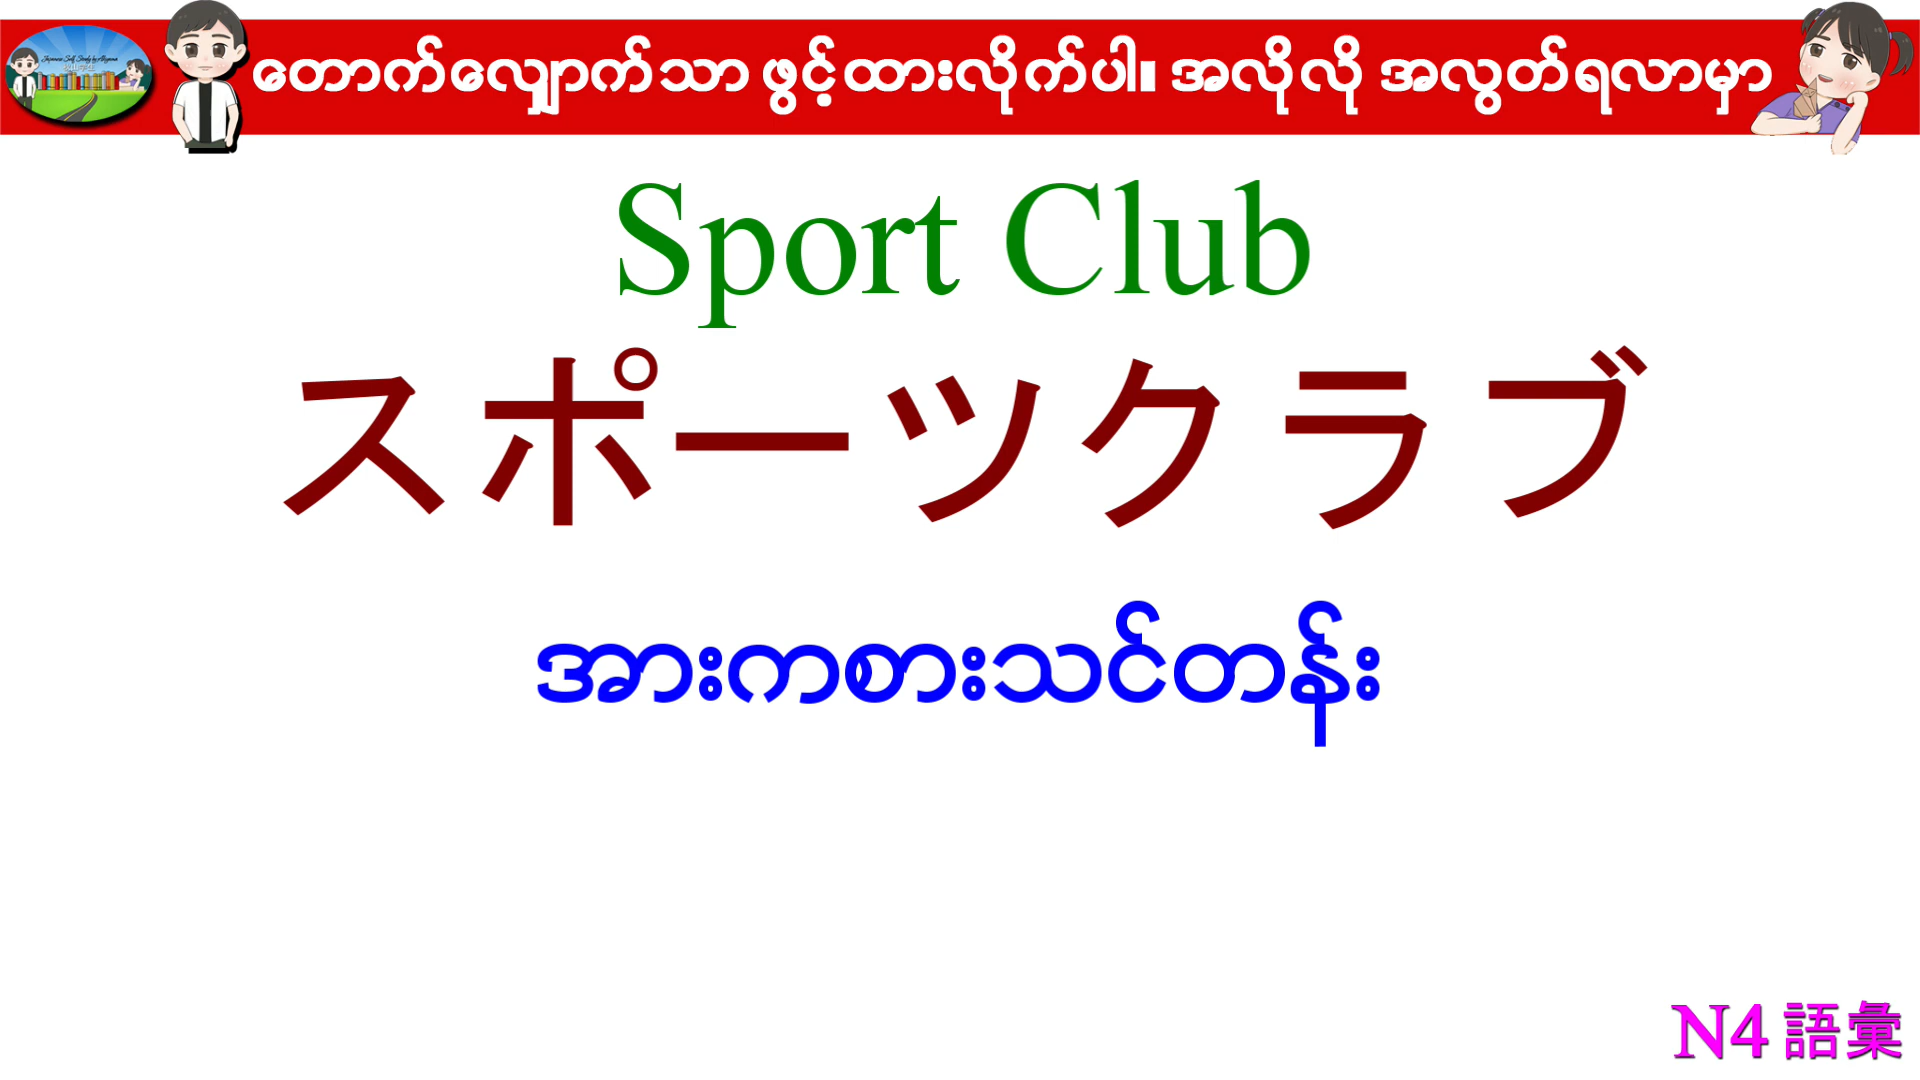 တောက်လျှောက်သာ ဖွင့်ထားလိုက်ပါ။ အလိုလို အလွတ်ရလာမှာ
Sport Club
スポーツクラブ
အားကစားသင်တန်း
N4 語彙